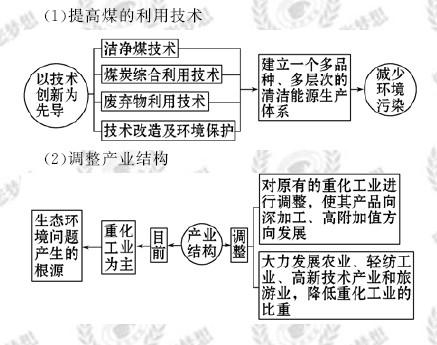 (1)提高煤的利用技术
以技术
创新为
先导
洁净煤技术
煤炭综合利用技术
废弃物利用技术
技术改造及环境保护
建立一个多品
种、多层次的
清洁能源生产
体系
减少
环境
污染
(2)调整产业结构
生态环
境问题
产生的
根源
重化
工业
为主
目前
产业
结构
调整
对原有的重化工业进
行调整,使其产品向
深加工、高附加值方
向发展
大力发展农业、轻纺工
业、高新技术产业和旅
游业,降低重化工业的
比重